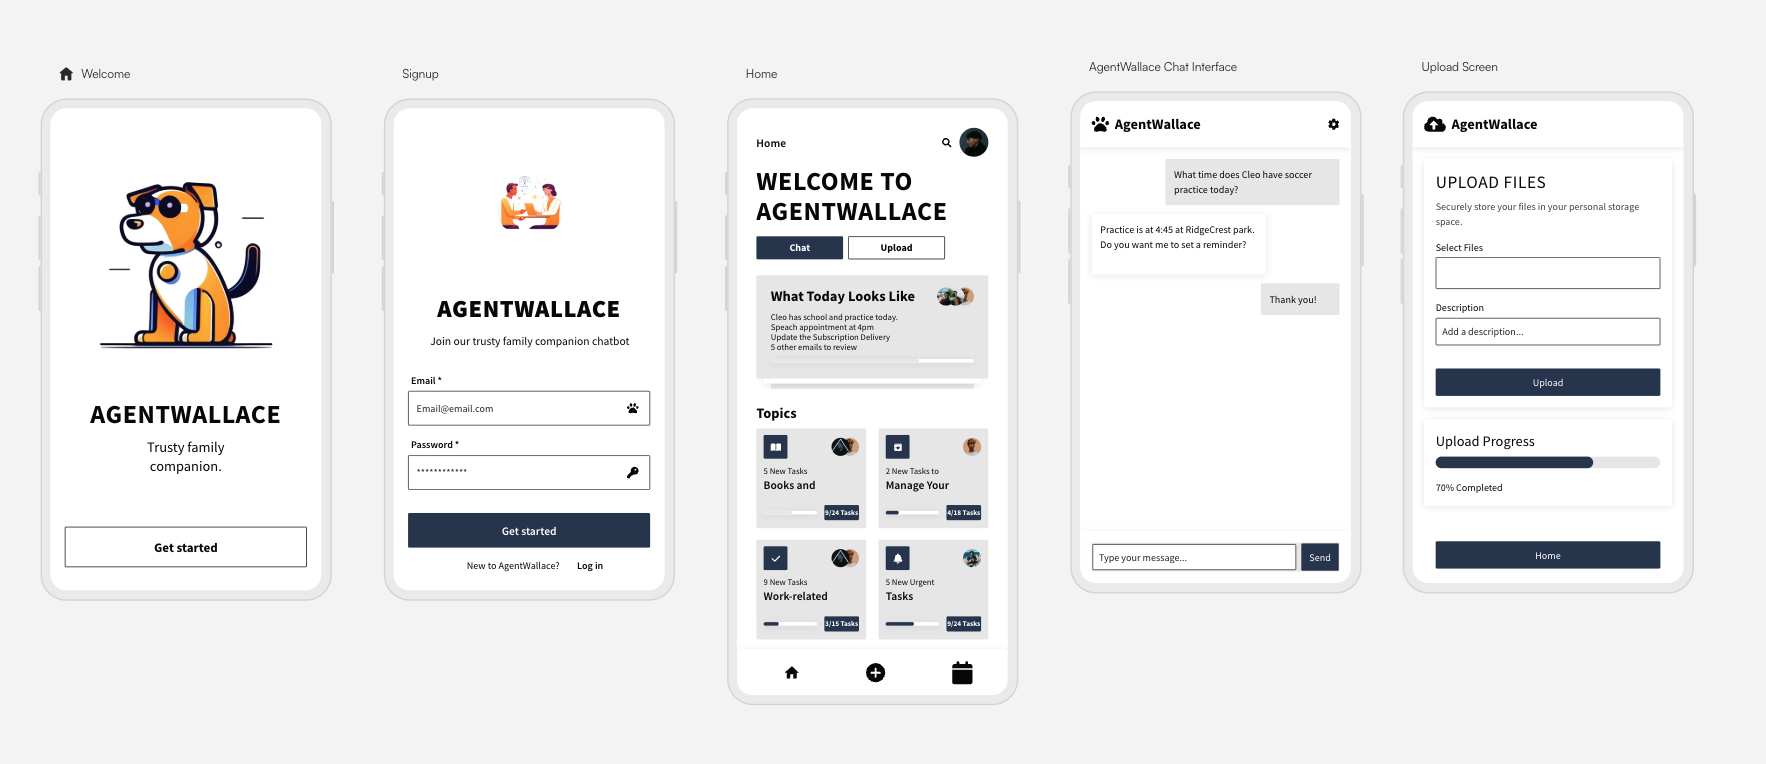 Welcome
AGENTWALLACE
Trusty family
companion.
Get started
Signup
AGENTWALLACE
Join our trusty family companion chatbot
Email *
Email@email.com
Password *
************
Get started
New to AgentWallace? Log in
Home
Home
WELCOME TO
AGENTWALLACE
Chat Upload
What Today Looks Like
Cleo has school and practice today.
Speach appointment at 4pm
Update the Subscription Delivery
5 other emails to review
Topics
5 New Tasks
Books and
9/24 Tasks
2 New Tasks to
Manage Your
4/18 Tasks
9 New Tasks
Work-related
3/15 Tasks
5 New Urgent
Tasks
9/24 Tasks
AgentWallace Chat Interface
AgentWallace
What time does Cleo have soccer
practice today?
Practice is at 4:45 at RidgeCrest park.
Do you want me to set a reminder?
Thank you!
Type your message... Send
Upload Screen
AgentWallace
UPLOAD FILES
Securely store your files in your personal storage
space.
Select Files
Description
Add a description...
Upload
Upload Progress
70% Completed
Home